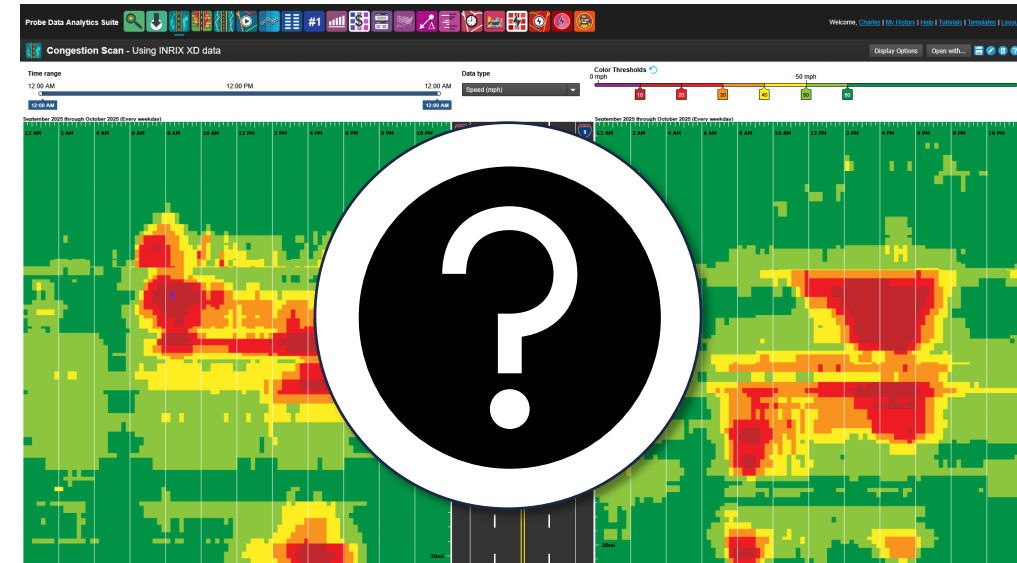 Probe Data Analytics Suite
#1
Welcome, Charles | My History | Help | Tutorials | Templates | Logout
Congestion Scan - Using INRIX XD data
Display Options
Open with...
Time range
Data type
Color Thresholds
12:00 AM
12:00 PM
12:00 AM
Speed (mph)
0 mph
50 mph
10
20
30
40
50
60
12:00 AM
12:00 AM
September 2025 through October 2025 (Every weekday)
September 2025 through October 2025 (Every weekday)
12 AM 2 AM 4 AM 6 AM 8 AM 10 AM 12 PM 2 PM 4 PM 6 PM 8 PM 10 PM
5
12 AM 2 AM 4 AM 6 AM 8 AM 10 AM 12 PM 2 PM 4 PM 6 PM 8 PM 10 PM
?
30mi
30mi